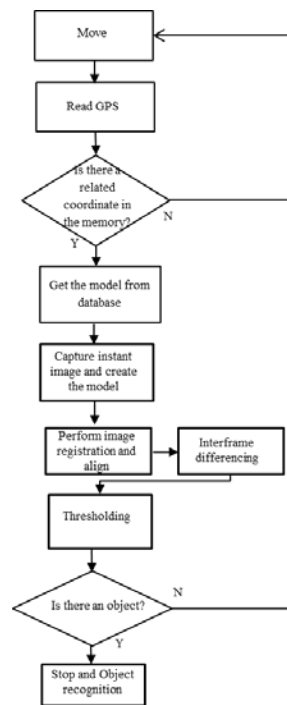 Move
Read GPS
Is there a
related
coordinate in
the memory?
N
Y
Get the model from
database
Capture instant
image and create
the model
Perform image
registration and
align
Interframe
differencing
Thresholding
Is there an object?
N
Y
Stop and Object
recognition